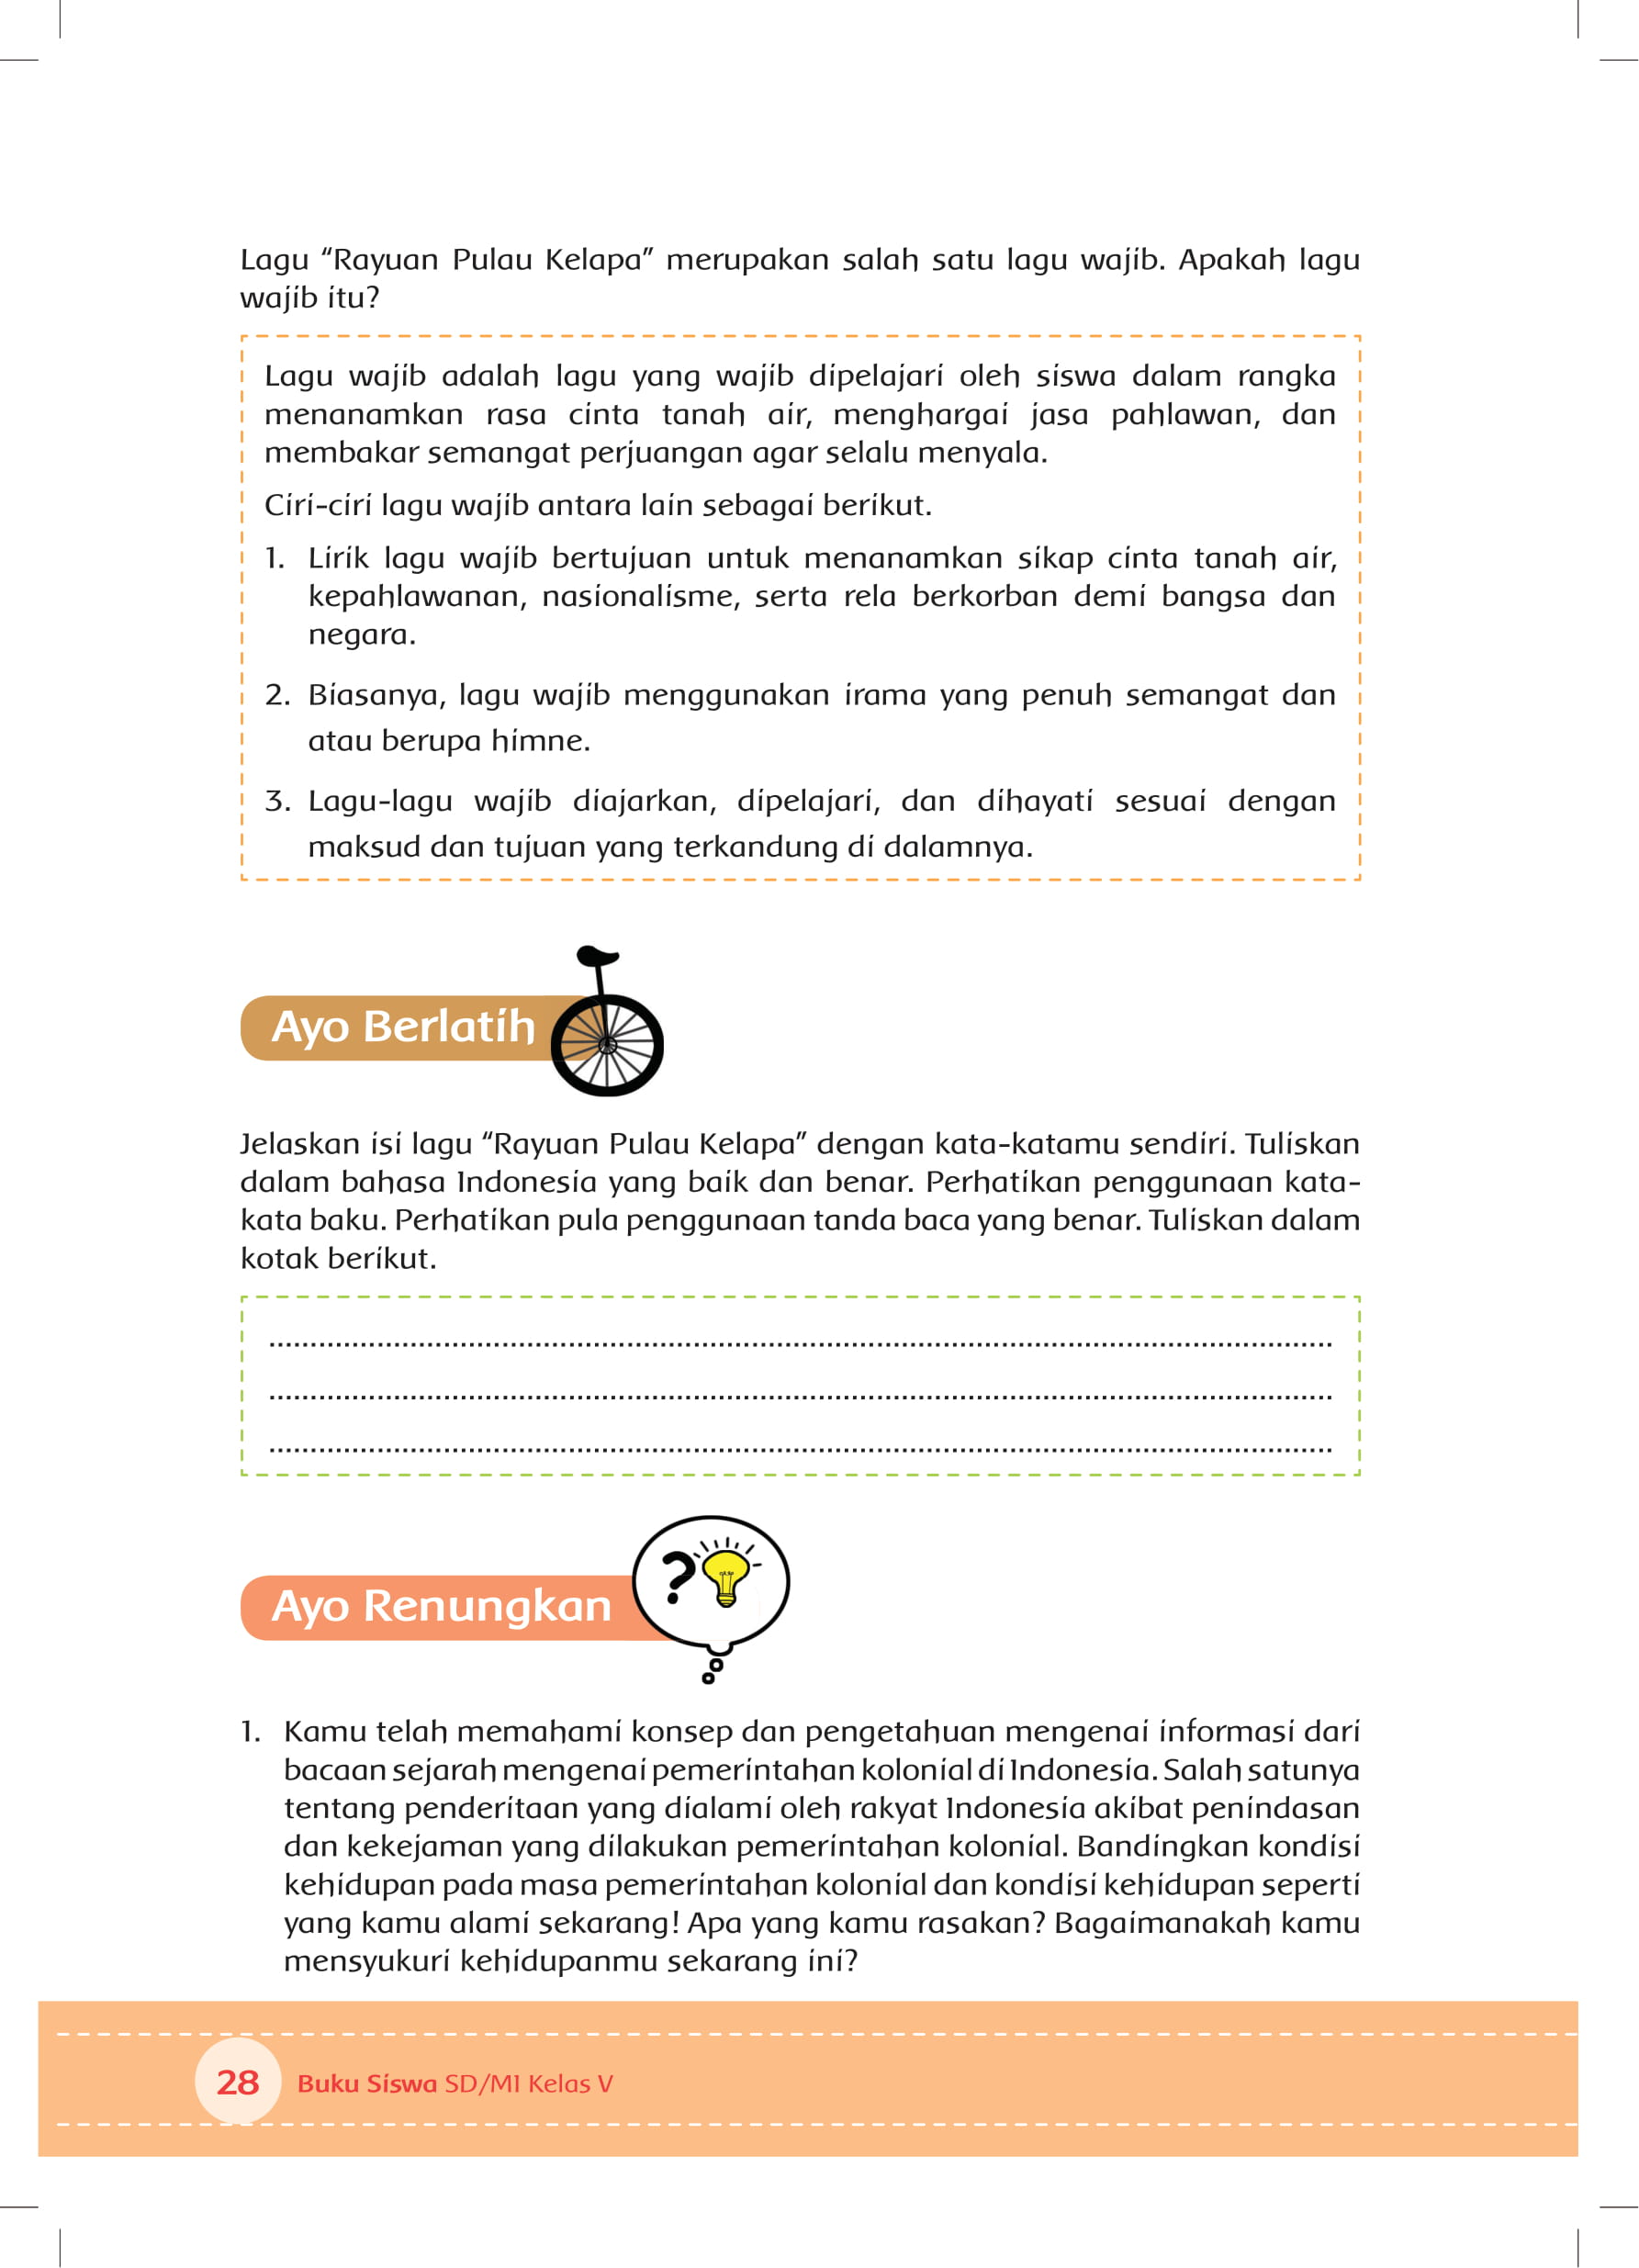 Lagu “Rayuan Pulau Kelapa” merupakan salah satu lagu wajib. Apakah lagu
wajib itu?
Lagu wajib adalah lagu yang wajib dipelajari oleh siswa dalam rangka
menanamkan rasa cinta tanah air, menghargai jasa pahlawan, dan
membakar semangat perjuangan agar selalu menyala.
Ciri-ciri lagu wajib antara lain sebagai berikut.
1. Lirik lagu wajib bertujuan untuk menanamkan sikap cinta tanah air,
kepahlawanan, nasionalisme, serta rela berkorban demi bangsa dan
negara.
2. Biasanya, lagu wajib menggunakan irama yang penuh semangat dan
atau berupa himne.
3. Lagu-lagu wajib diajarkan, dipelajari, dan dihayati sesuai dengan
maksud dan tujuan yang terkandung di dalamnya.
Ayo Berlatih
Jelaskan isi lagu “Rayuan Pulau Kelapa” dengan kata-katamu sendiri. Tuliskan
dalam bahasa Indonesia yang baik dan benar. Perhatikan penggunaan kata-
kata baku. Perhatikan pula penggunaan tanda baca yang benar. Tuliskan dalam
kotak berikut.
?
Ayo Renungkan
1. Kamu telah memahami konsep dan pengetahuan mengenai informasi dari
bacaan sejarah mengenai pemerintahan kolonial di Indonesia. Salah satunya
tentang penderitaan yang dialami oleh rakyat Indonesia akibat penindasan
dan kekejaman yang dilakukan pemerintahan kolonial. Bandingkan kondisi
kehidupan pada masa pemerintahan kolonial dan kondisi kehidupan seperti
yang kamu alami sekarang! Apa yang kamu rasakan? Bagaimanakah kamu
mensyukuri kehidupanmu sekarang ini?
28 Buku Siswa SD/MI Kelas V